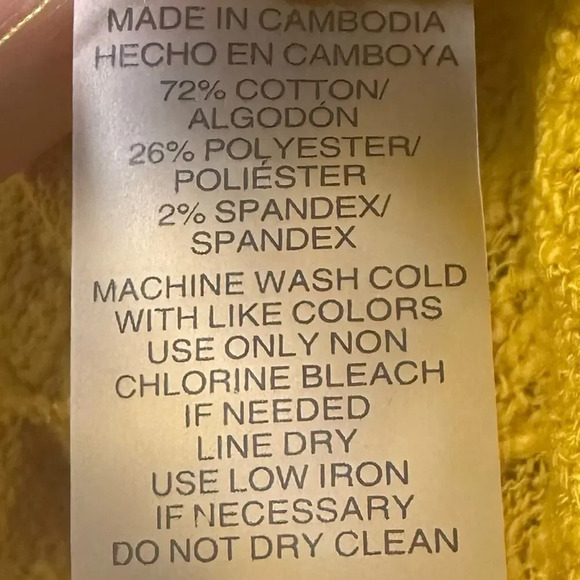 MADE IN CAMBODIA
HECHO EN CAMBOYA
72% COTTON/
ALGODÓN
26% POLYESTER/
POLIÉSTER
2% SPANDEX/
SPANDEX
MACHINE WASH COLD
WITH LIKE COLORS
USE ONLY NON
CHLORINE BLEACH
IF NEEDED
LINE DRY
USE LOW IRON
IF NECESSARY
DO NOT DRY CLEAN